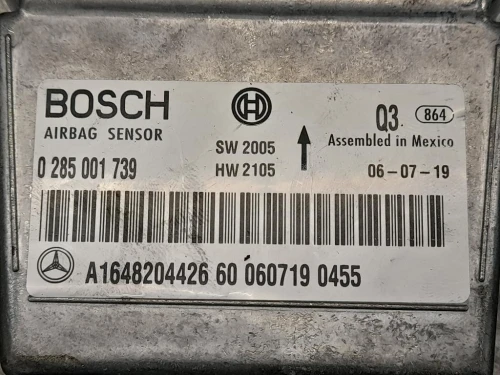 BOSCH
AIRBAG SENSOR
0 285 001 739
SW 2005
HW 2105
Q3 864
Assembled in Mexico
06-07-19
A1648204426 60 060719 0455